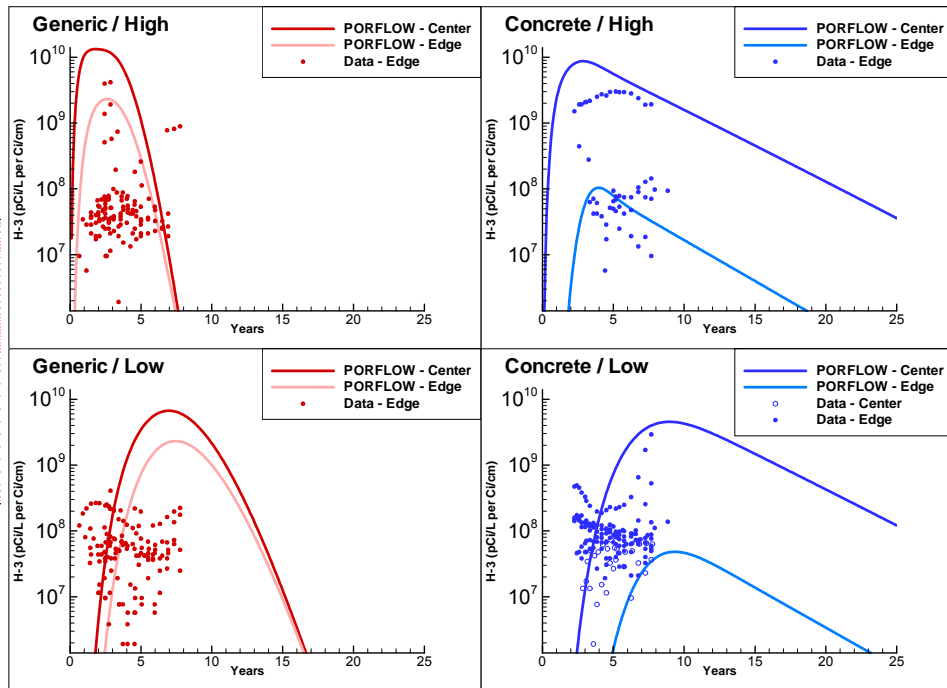 Generic / High
PORFLOW - Center
PORFLOW - Edge
Data - Edge
H-3 (pCi/L per Ci/cm)
10^10
10^9
10^8
10^7
0 5 10 15 20 25
Years
Concrete / High
PORFLOW - Center
PORFLOW - Edge
Data - Edge
H-3 (pCi/L per Ci/cm)
10^10
10^9
10^8
10^7
0 5 10 15 20 25
Years
Generic / Low
PORFLOW - Center
PORFLOW - Edge
Data - Edge
H-3 (pCi/L per Ci/cm)
10^10
10^9
10^8
10^7
0 5 10 15 20 25
Years
Concrete / Low
PORFLOW - Center
PORFLOW - Edge
Data - Center
Data - Edge
H-3 (pCi/L per Ci/cm)
10^10
10^9
10^8
10^7
0 5 10 15 20 25
Years